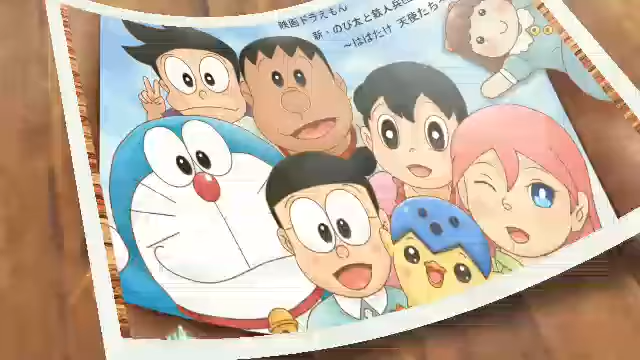 映画ドラえもん
新・のび太と鉄人兵団
〜はばたけ 天使たち〜